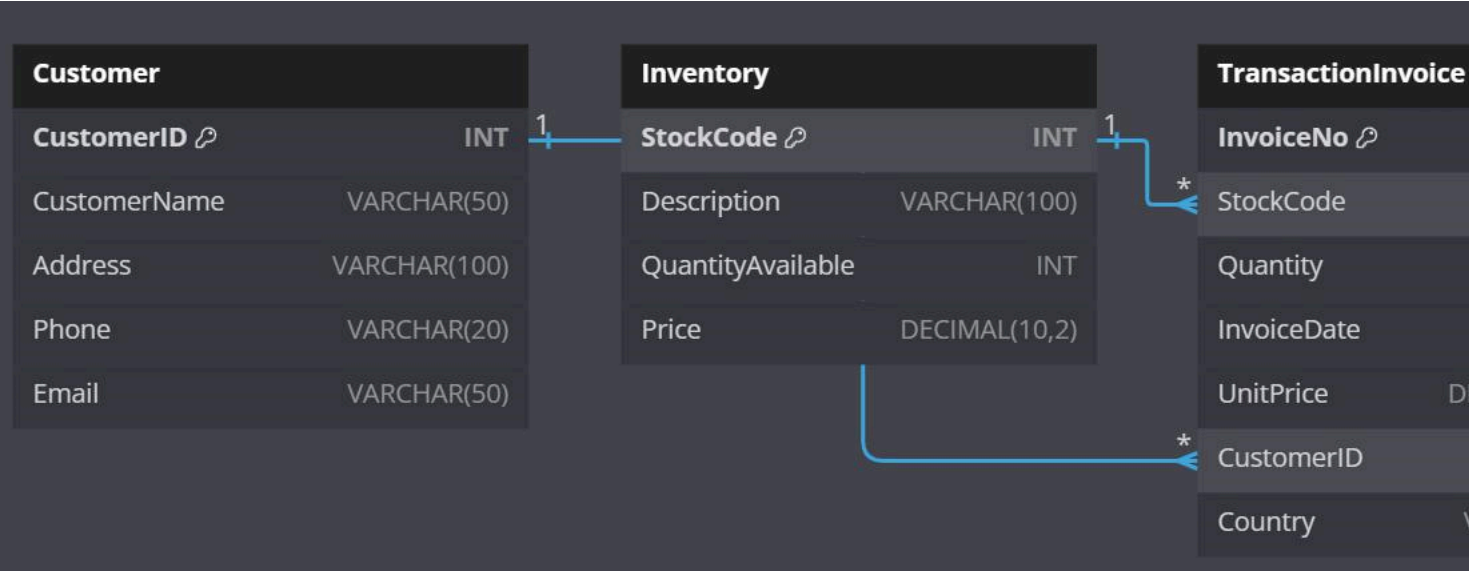 Customer
CustomerID INT
CustomerName VARCHAR(50)
Address VARCHAR(100)
Phone VARCHAR(20)
Email VARCHAR(50)
1
Inventory
StockCode INT
Description VARCHAR(100)
QuantityAvailable INT
Price DECIMAL(10,2)
1
*
*
TransactionInvoice
InvoiceNo
StockCode
Quantity
InvoiceDate
UnitPrice
CustomerID
Country